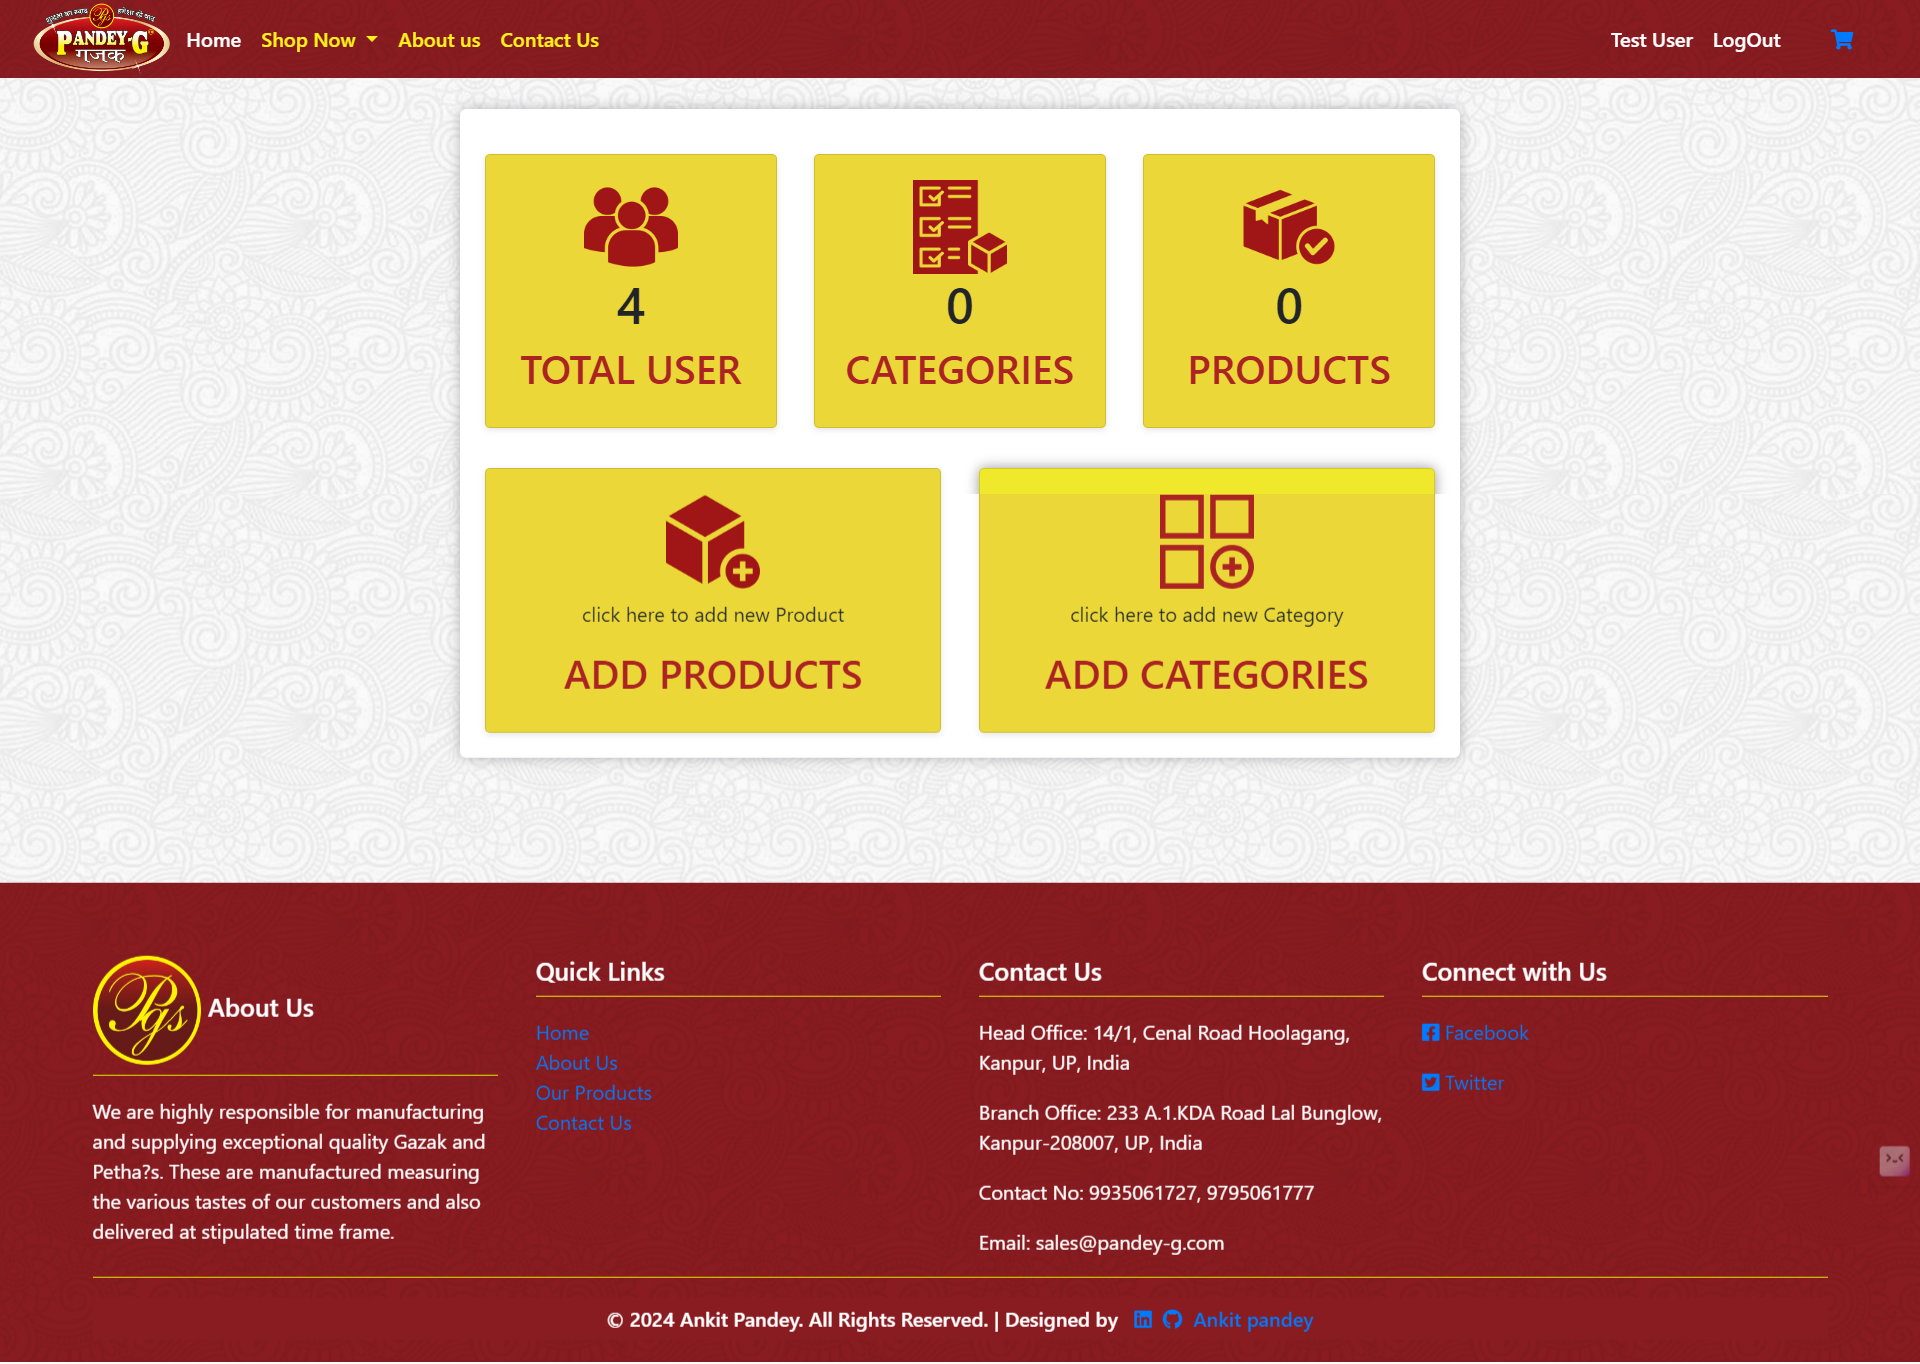 शुद्धता का स्वाद हमेशा रहे याद
Pgs
PANDEY-G
गजक
Home
Shop Now
About us
Contact Us
Test User
LogOut
4
TOTAL USER
0
CATEGORIES
0
PRODUCTS
click here to add new Product
ADD PRODUCTS
click here to add new Category
ADD CATEGORIES
Pgs
About Us
We are highly responsible for manufacturing
and supplying exceptional quality Gazak and
Petha?s. These are manufactured measuring
the various tastes of our customers and also
delivered at stipulated time frame.
Quick Links
Home
About Us
Our Products
Contact Us
Contact Us
Head Office: 14/1, Cenal Road Hoolagang,
Kanpur, UP, India
Branch Office: 233 A.1.KDA Road Lal Bunglow,
Kanpur-208007, UP, India
Contact No: 9935061727, 9795061777
Email: sales@pandey-g.com
Connect with Us
Facebook
Twitter
© 2024 Ankit Pandey. All Rights Reserved. | Designed by Ankit pandey